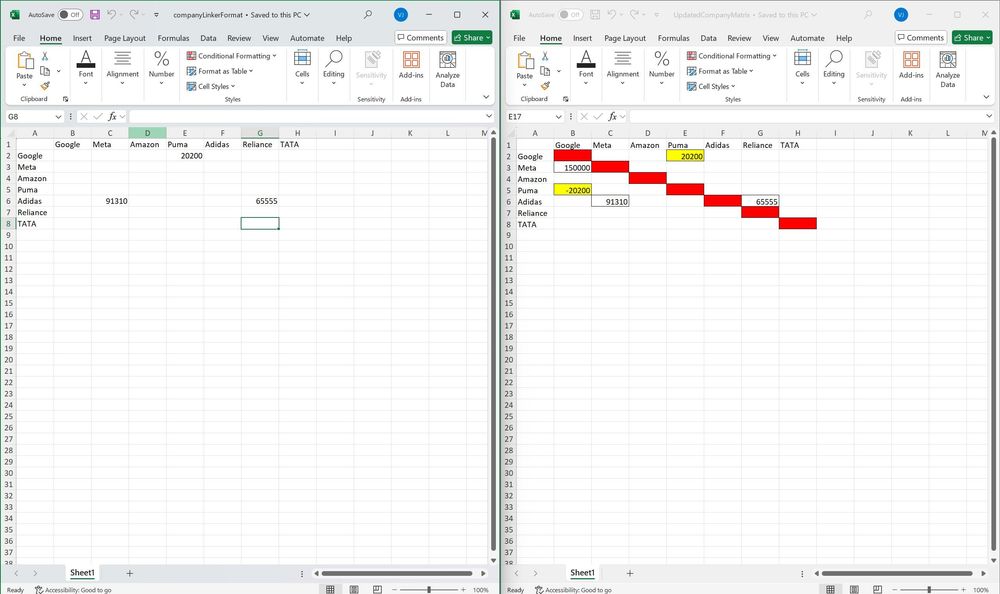 AutoSave Off companyLinkerFormat • Saved to this PC VJ
File Home Insert Page Layout Formulas Data Review View Automate Help Comments Share
Paste Font Alignment Number Conditional Formatting Format as Table Cell Styles Cells Editing Sensitivity Add-ins Analyze Data
Clipboard Styles Sensitivity Add-ins
G8 fx
A B C D E F G H I J K L M
1 Google Meta Amazon Puma Adidas Reliance TATA
2 Google 20200
3 Meta
4 Amazon
5 Puma
6 Adidas 91310 65555
7 Reliance
8 TATA
9
10
11
12
13
14
15
16
17
18
19
20
21
22
23
24
25
26
27
28
29
30
31
32
33
34
35
36
37
38
Sheet1
Ready Accessibility: Good to go 100%
AutoSave Off UpdatedCompanyMatrix • Saved to this PC VJ
File Home Insert Page Layout Formulas Data Review View Automate Help Comments Share
Paste Font Alignment Number Conditional Formatting Format as Table Cell Styles Cells Editing Sensitivity Add-ins Analyze Data
Clipboard Styles Sensitivity Add-ins
E17 fx
A B C D E F G H I J K L M
1 Google Meta Amazon Puma Adidas Reliance TATA
2 Google 20200
3 Meta 150000
4 Amazon
5 Puma -20200
6 Adidas 91310 65555
7 Reliance
8 TATA
9
10
11
12
13
14
15
16
17
18
19
20
21
22
23
24
25
26
27
28
29
30
31
32
33
34
35
36
37
38
Sheet1
Ready Accessibility: Good to go 100%